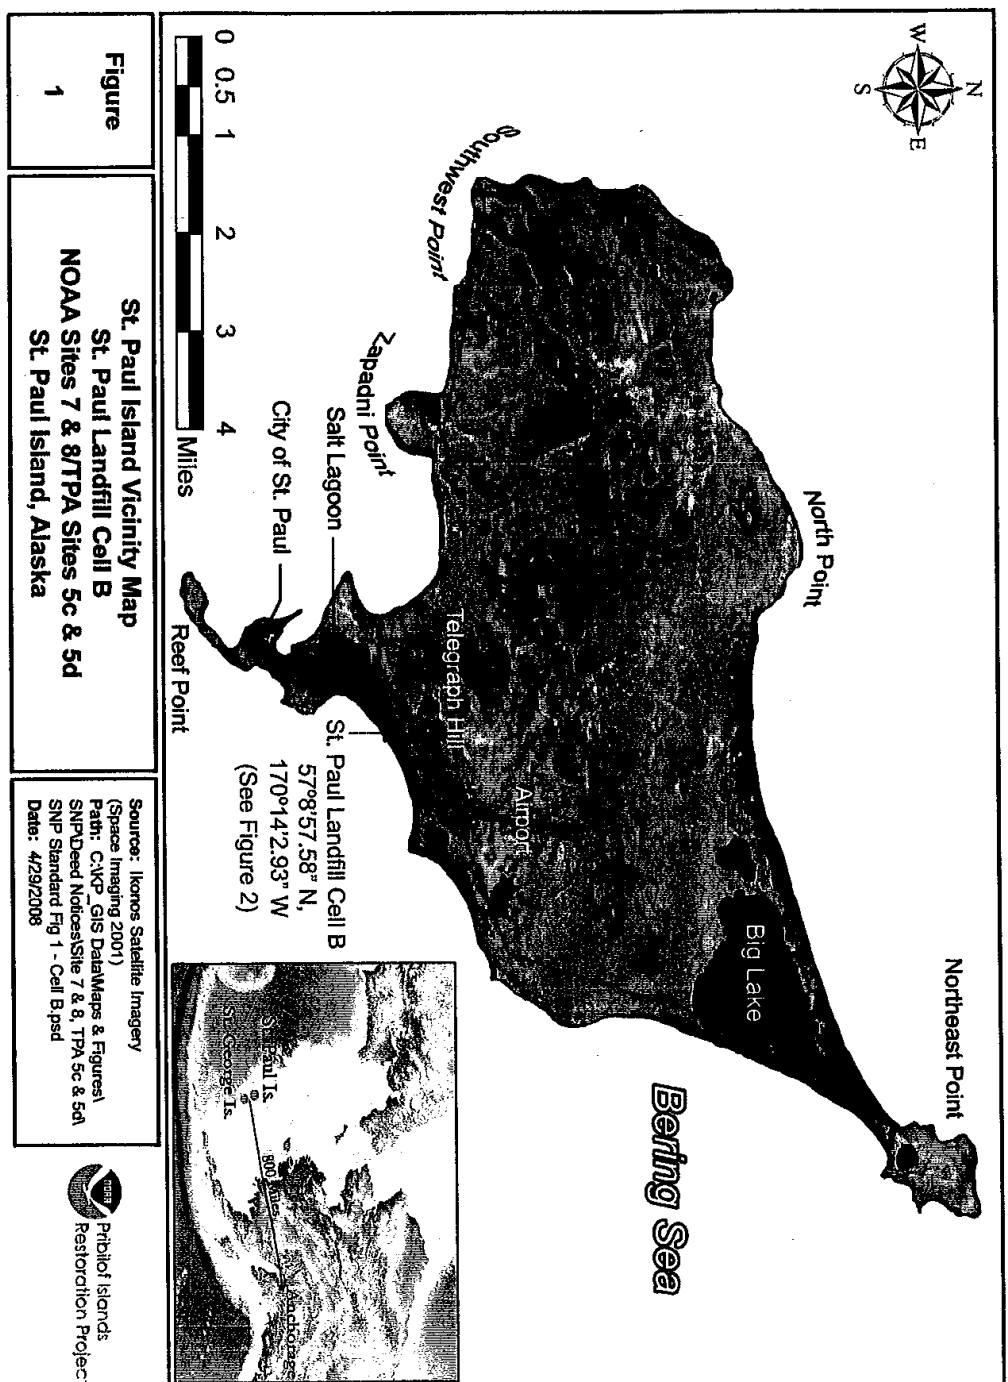 N
W
E
S
Northeast Point
North Point
Big Lake
Bering Sea
Southwest Point
Airport
Telegraph Hill
Zapadni Point
Salt Lagoon
City of St. Paul
St. Paul Landfill Cell B
57°8'57.58" N,
170°14'2.93" W
(See Figure 2)
Reef Point
0 0.5 1 2 3 4
Miles
St. Paul Is.
St. George Is.
800 Miles
Anchorage
Figure
1
St. Paul Island Vicinity Map
St. Paul Landfill Cell B
NOAA Sites 7 & 8/TPA Sites 5c & 5d
St. Paul Island, Alaska
Source: Ikonos Satellite Imagery
(Space Imaging 2001)
Path: C:\KP_GIS Data\Maps & Figures\
SNP\Deed Notices\Site 7 & 8, TPA 5c & 5d\
SNP Standard Fig 1 - Cell B.psd
Date: 4/29/2008
NOAA
Pribilof Islands
Restoration Projec